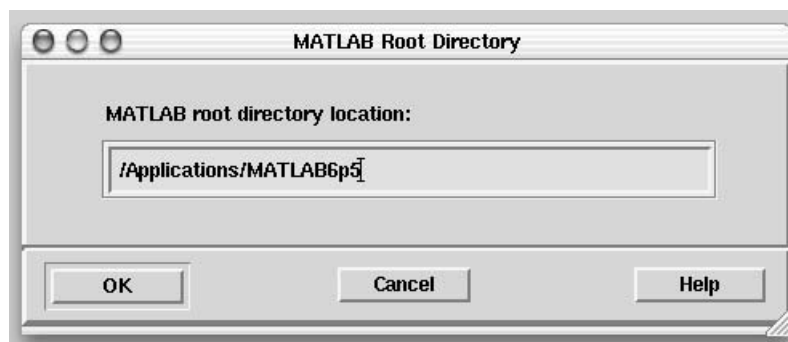 MATLAB Root Directory
MATLAB root directory location:
/Applications/MATLAB6p5
OK Cancel Help